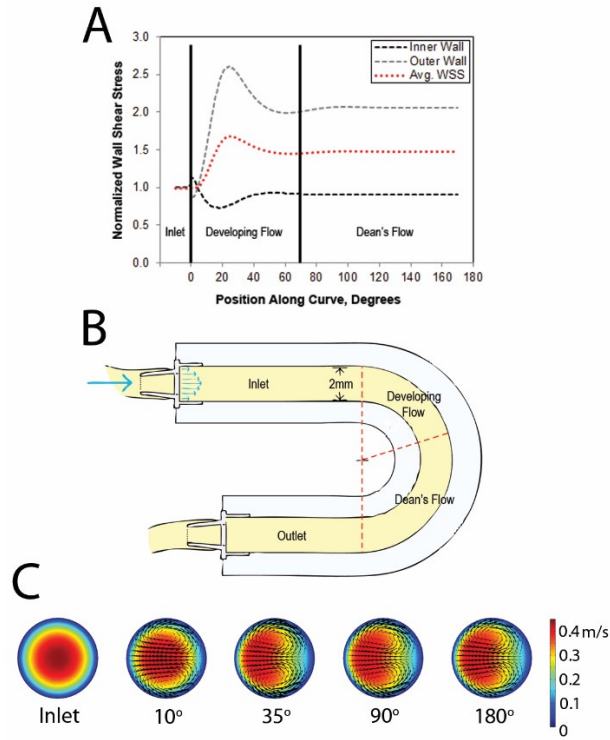 A
Normalized Wall Shear Stress
3.0
2.5
2.0
1.5
1.0
0.5
0.0
Inner Wall
Outer Wall
Avg. WSS
Inlet
Developing Flow
Dean's Flow
-20 0 20 40 60 80 100 120 140 160 180
Position Along Curve, Degrees
B
Inlet
2mm
Developing
Flow
Dean's Flow
Outlet
C
0.4 m/s
0.3
0.2
0.1
0
Inlet 10° 35° 90° 180°